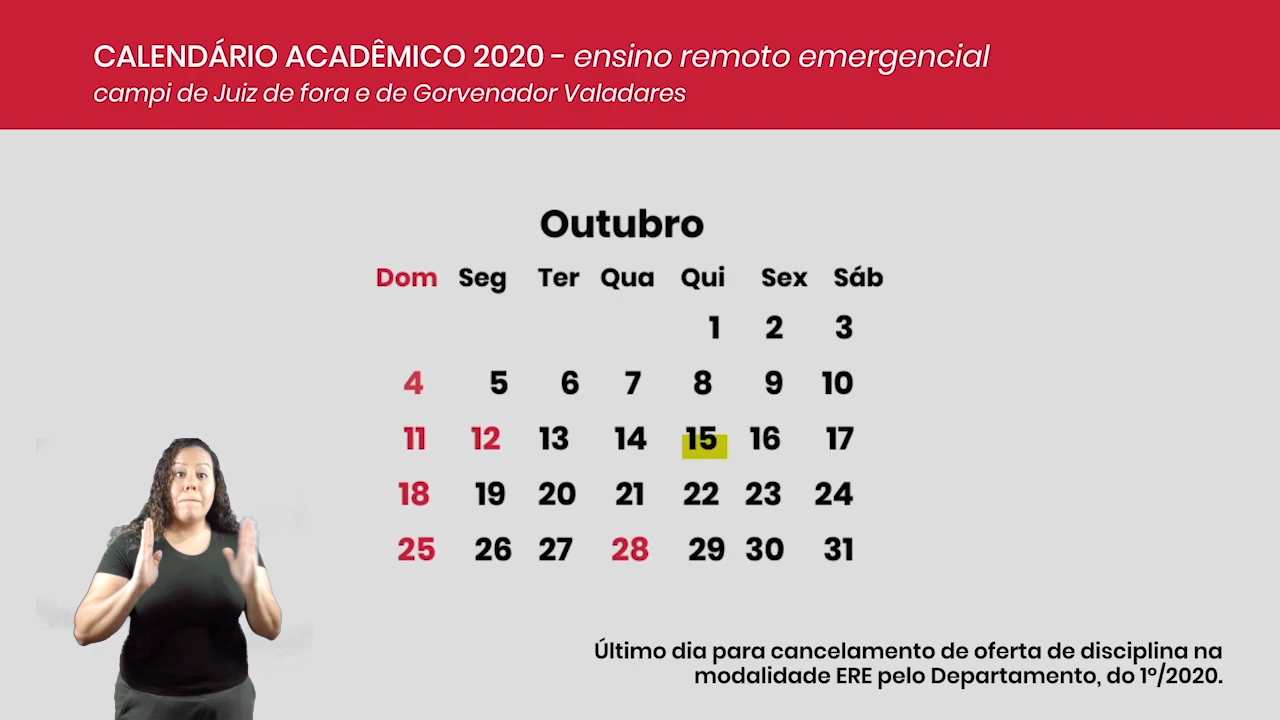 CALENDÁRIO ACADÊMICO 2020 - ensino remoto emergencial
campi de Juiz de fora e de Gorvenador Valadares
Outubro
Dom Seg Ter Qua Qui Sex Sáb
1 2 3
4 5 6 7 8 9 10
11 12 13 14 15 16 17
18 19 20 21 22 23 24
25 26 27 28 29 30 31
Último dia para cancelamento de oferta de disciplina na
modalidade ERE pelo Departamento, do 1º/2020.